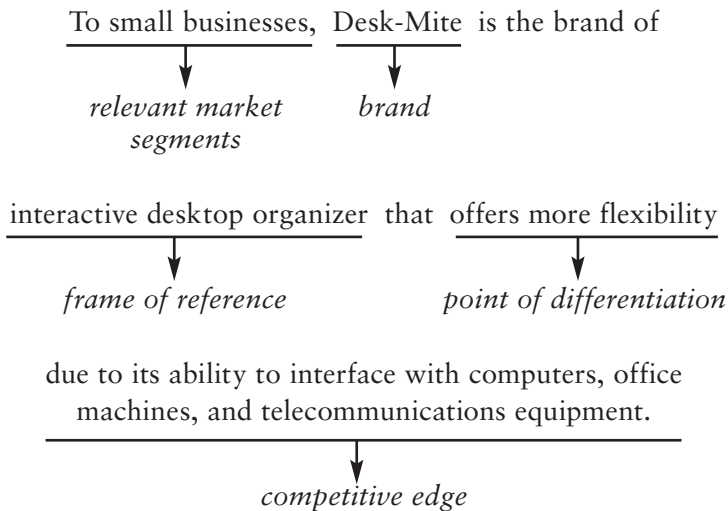 To small businesses, Desk-Mite is the brand of
relevant market segments
brand
interactive desktop organizer that offers more flexibility
frame of reference
point of differentiation
due to its ability to interface with computers, office
machines, and telecommunications equipment.
competitive edge